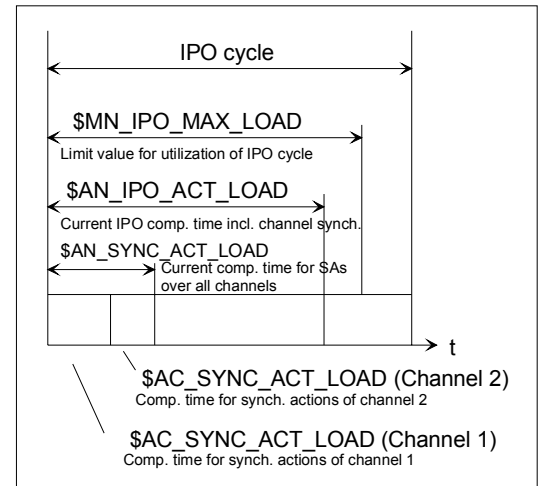 IPO cycle
$MN_IPO_MAX_LOAD
Limit value for utilization of IPO cycle
$AN_IPO_ACT_LOAD
Current IPO comp. time incl. channel synch.
$AN_SYNC_ACT_LOAD
Current comp. time for SAs
over all channels
t
$AC_SYNC_ACT_LOAD (Channel 2)
Comp. time for synch. actions of channel 2
$AC_SYNC_ACT_LOAD (Channel 1)
Comp. time for synch. actions of channel 1